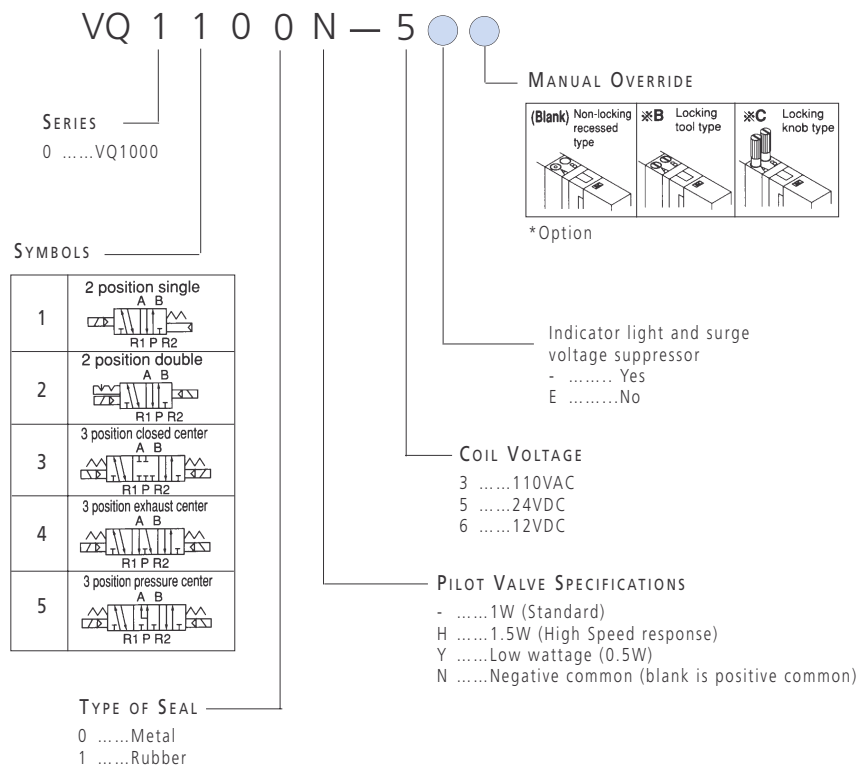 VQ 1 1 0 0 N — 5
MANUAL OVERRIDE
(Blank) Non-locking recessed type
※B Locking tool type
※C Locking knob type
*Option
SERIES
0 ......VQ1000
SYMBOLS
1
2 position single
A B
R1 P R2
2
2 position double
A B
R1 P R2
3
3 position closed center
A B
R1 P R2
4
3 position exhaust center
A B
R1 P R2
5
3 position pressure center
A B
R1 P R2
Indicator light and surge
voltage suppressor
- ........ Yes
E .........No
COIL VOLTAGE
3 ......110VAC
5 ......24VDC
6 ......12VDC
PILOT VALVE SPECIFICATIONS
- ......1W (Standard)
H ......1.5W (High Speed response)
Y ......Low wattage (0.5W)
N ......Negative common (blank is positive common)
TYPE OF SEAL
0 ......Metal
1 ......Rubber